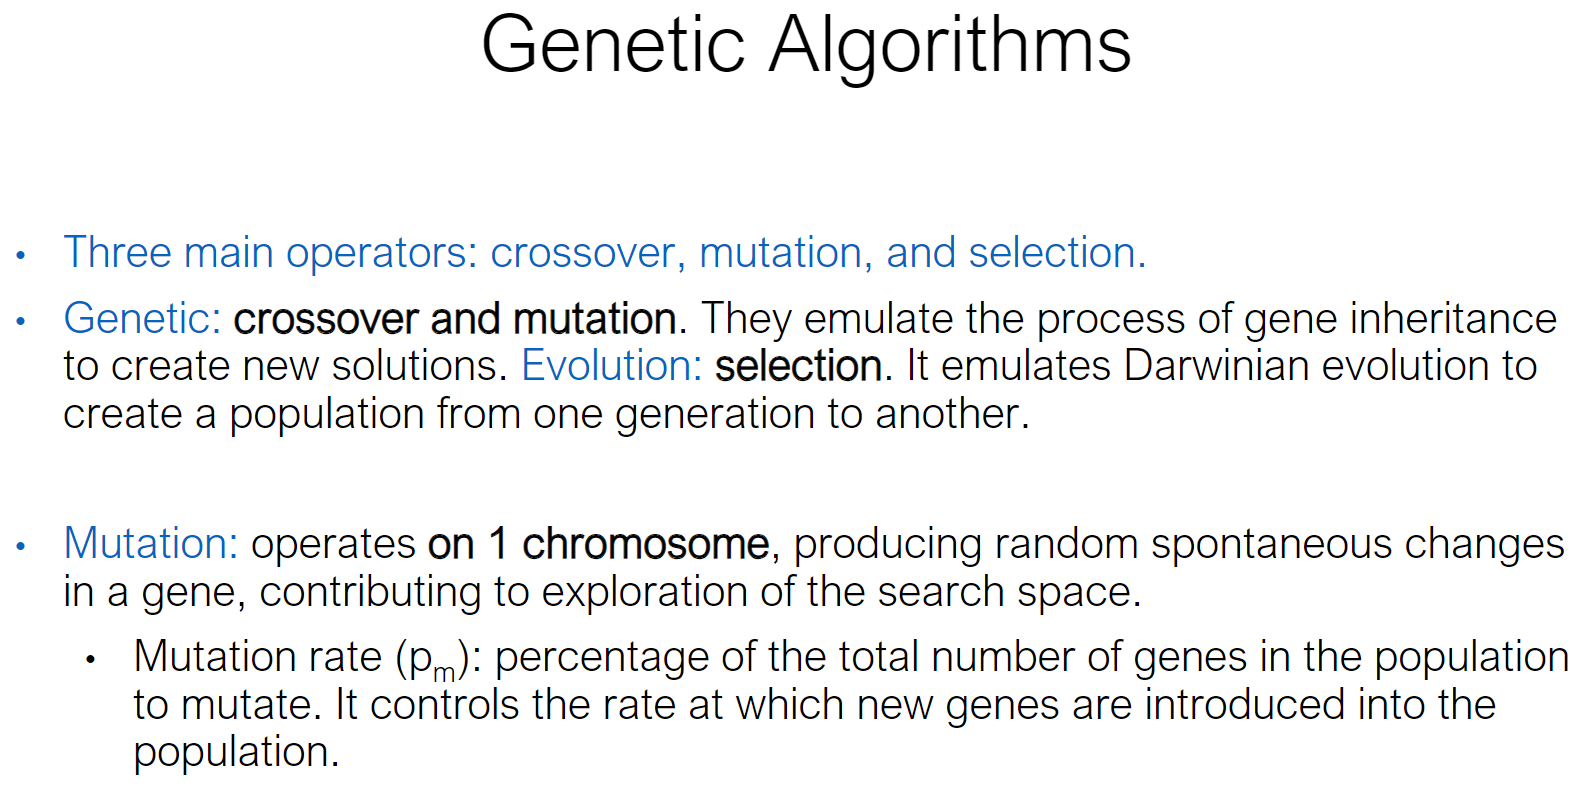 Genetic Algorithms
• Three main operators: crossover, mutation, and selection.
• Genetic: crossover and mutation. They emulate the process of gene inheritance
to create new solutions. Evolution: selection. It emulates Darwinian evolution to
create a population from one generation to another.
• Mutation: operates on 1 chromosome, producing random spontaneous changes
in a gene, contributing to exploration of the search space.
• Mutation rate (pm): percentage of the total number of genes in the population
to mutate. It controls the rate at which new genes are introduced into the
population.